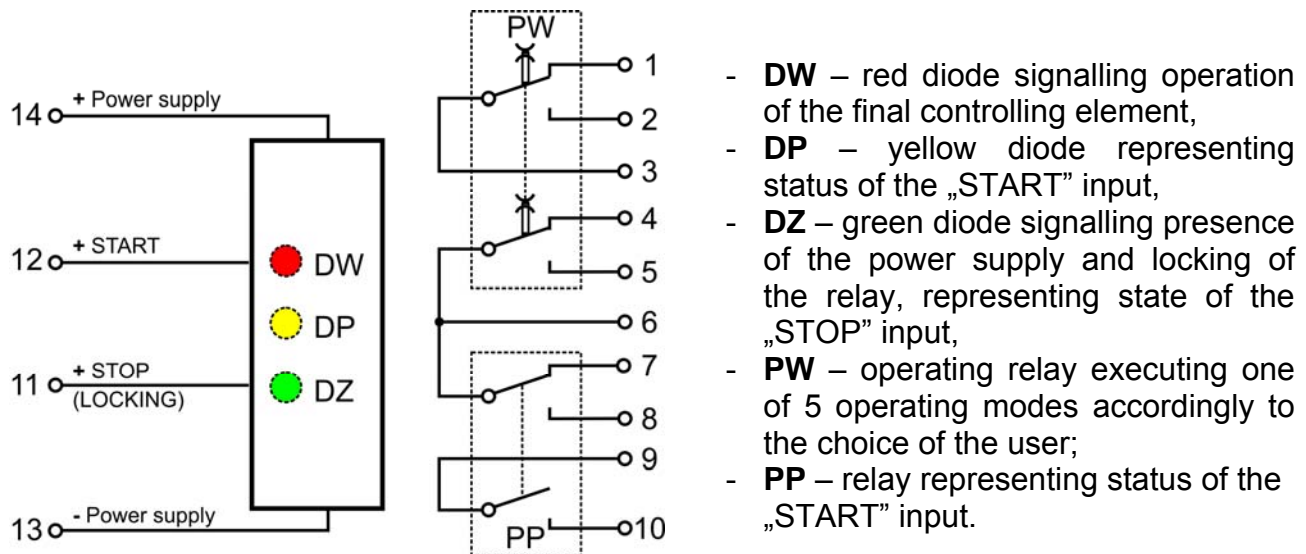 PW
1
2
3
4
5
6
7
8
9
10
PP
14 + Power supply
12 + START
11 + STOP
(LOCKING)
13 - Power supply
DW
DP
DZ
- DW – red diode signalling operation
of the final controlling element,
- DP – yellow diode representing
status of the „START” input,
- DZ – green diode signalling presence
of the power supply and locking of
the relay, representing state of the
„STOP” input,
- PW – operating relay executing one
of 5 operating modes accordingly to
the choice of the user;
- PP – relay representing status of the
„START” input.